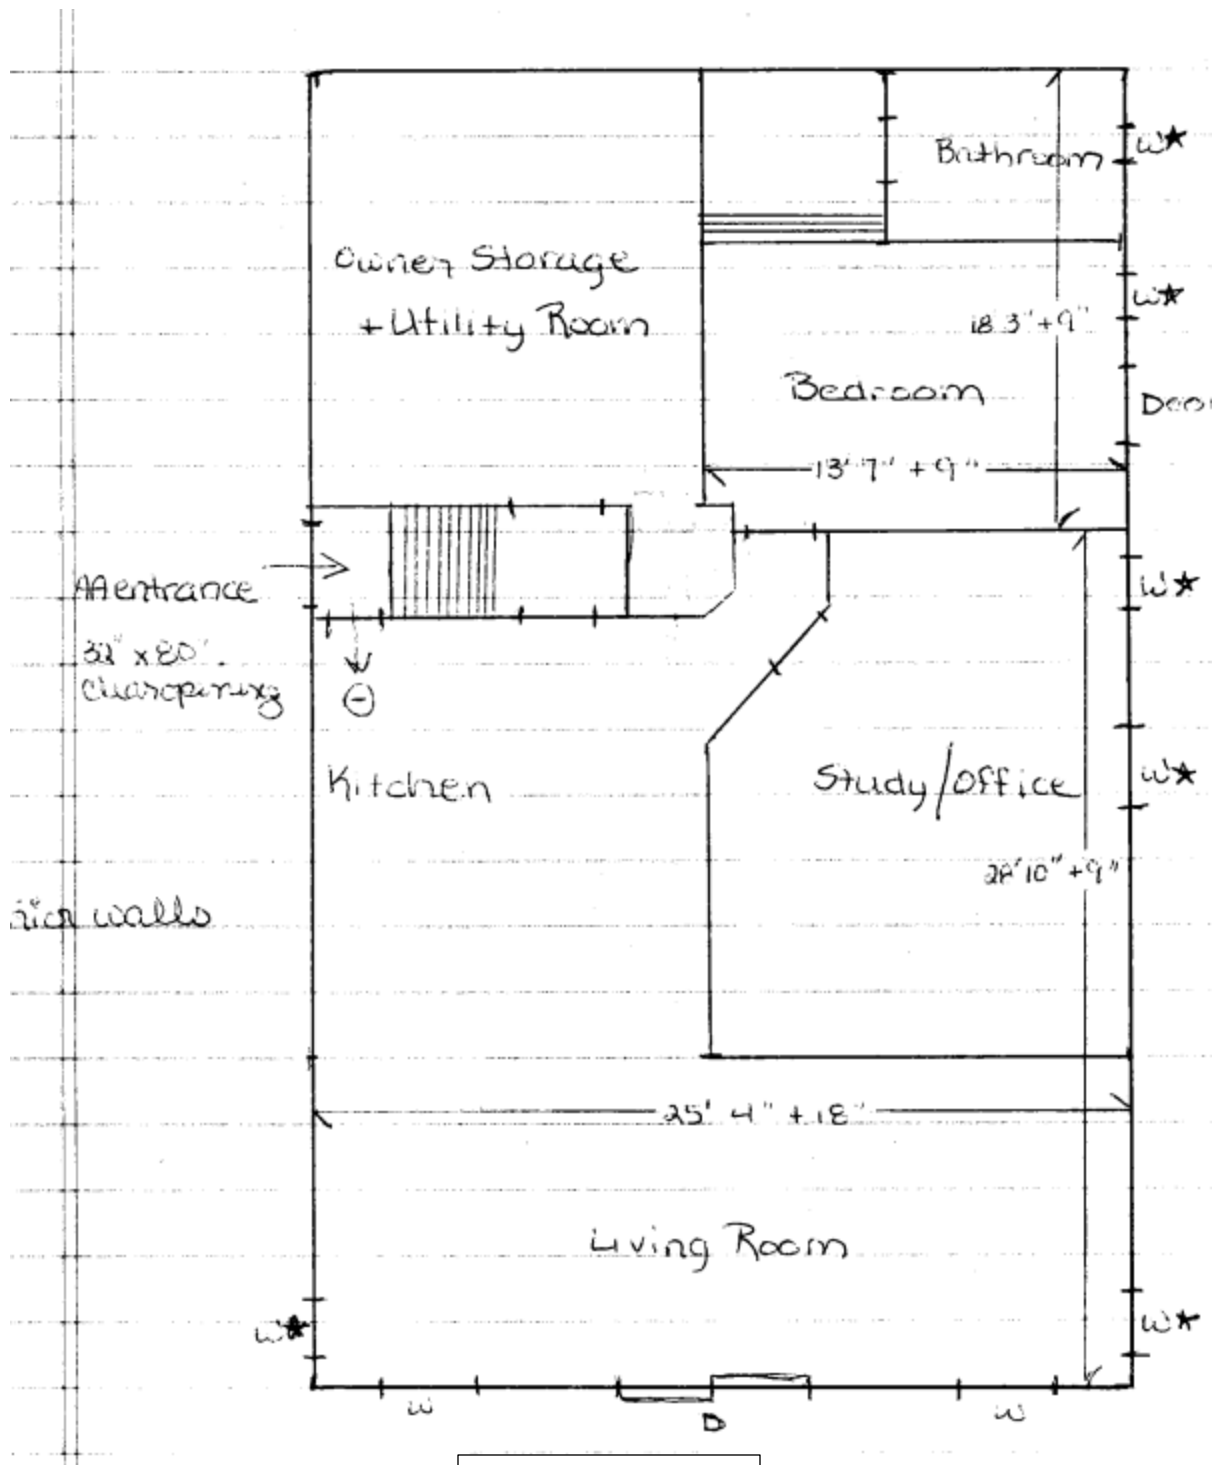 Bathroom
W★
Owner Storage
+ Utility Room
W★
18'3" + 9"
Bedroom
Door
13' 7" + 9"
AA entrance
32" x 80"
W★
Kitchen
Study/Office
W★
28'10" + 9"
walls
25' 4" + 18"
Living Room
W★
W★
W
D
W